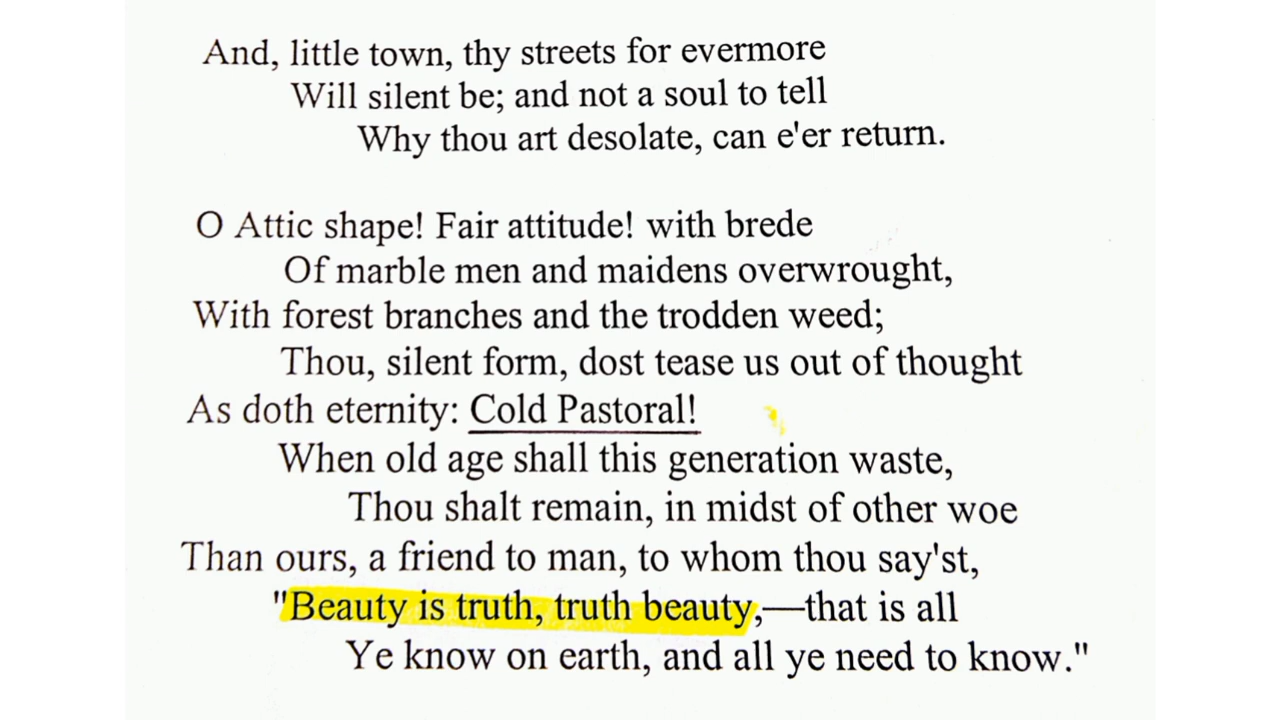 And, little town, thy streets for evermore
Will silent be; and not a soul to tell
Why thou art desolate, can e'er return.
O Attic shape! Fair attitude! with brede
Of marble men and maidens overwrought,
With forest branches and the trodden weed;
Thou, silent form, dost tease us out of thought
As doth eternity: Cold Pastoral!
When old age shall this generation waste,
Thou shalt remain, in midst of other woe
Than ours, a friend to man, to whom thou say'st,
"Beauty is truth, truth beauty,—that is all
Ye know on earth, and all ye need to know."